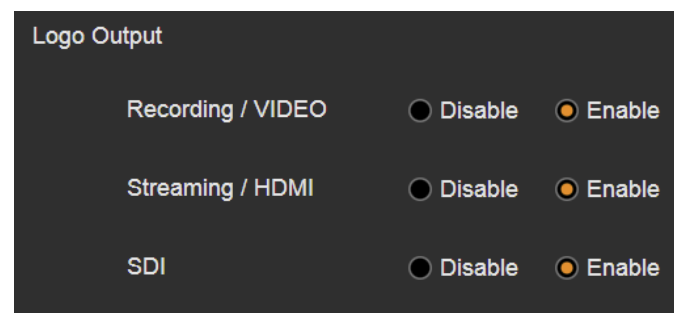 Logo Output
Recording / VIDEO Disable Enable
Streaming / HDMI Disable Enable
SDI Disable Enable